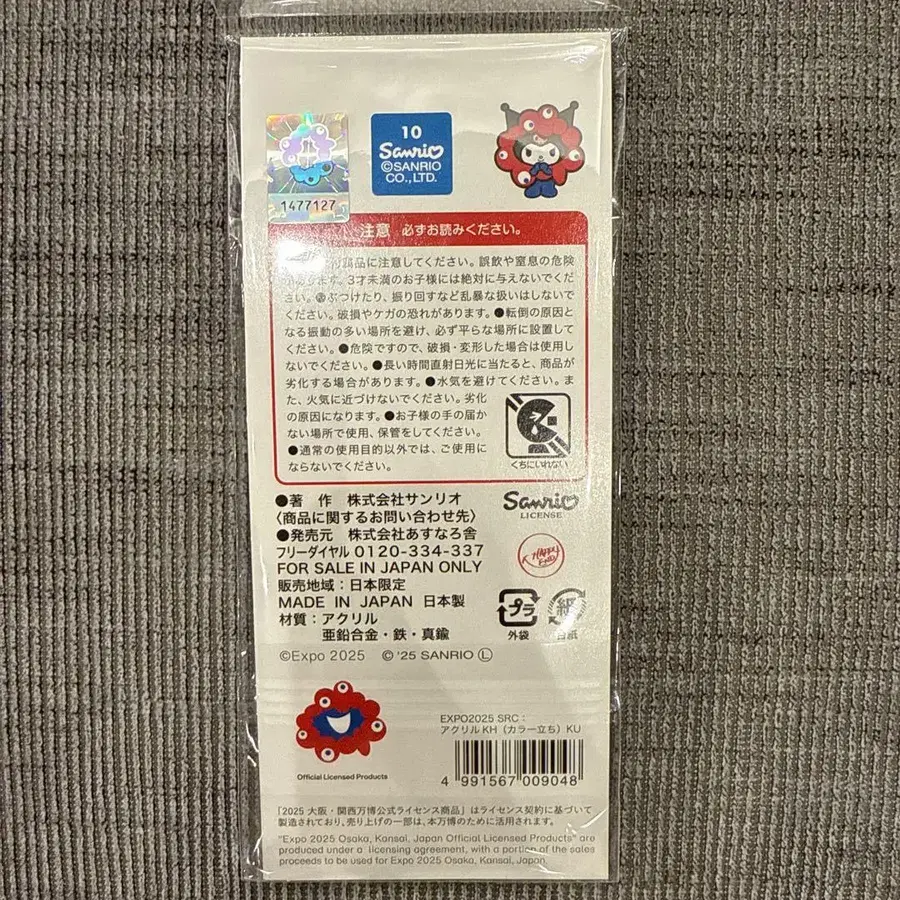 1477127
10
Sanrio
©SANRIO
CO., LTD.
注意 必ずお読みください。
付属品に注意してください。誤飲や窒息の危険
があります。3才未満のお子様には絶対に与えないでくだ
さい。ぶつけたり、振り回すなど乱暴な扱いはしないで
ください。破損やケガの恐れがあります。●転倒の原因と
なる振動の多い場所を避け、必ず平らな場所に設置して
ください。●危険ですので、破損・変形した場合は使用し
ないでください。●長い時間直射日光に当たると、商品が
劣化する場合があります。●水気を避けてください。ま
た、火気に近づけないでください。劣化
の原因になります。●お子様の手の届か
ない場所で使用、保管をしてください。
●通常の使用目的以外では、ご使用に
ならないでください。
くちにいれない
●著 作 株式会社サンリオ
〈商品に関するお問い合わせ先〉
●発売元 株式会社あすなろ舎
フリーダイヤル 0120-334-337
FOR SALE IN JAPAN ONLY
販売地域：日本限定
MADE IN JAPAN 日本製
材質：アクリル
亜鉛合金・鉄・真鍮
Sanrio
LICENSE
HAPPY
END
プラ
外袋
紙
台紙
©Expo 2025 © '25 SANRIO Ⓛ
Official Licensed Products
EXPO2025 SRC：
アクリルKH（カラー立ち）KU
4 991567 009048
「2025 大阪・関西万博公式ライセンス商品」はライセンス契約に基づいて
製造されており、売り上げの一部は、本万博のために活用されます。
"Expo 2025 Osaka, Kansai, Japan Official Licensed Products" are
produced under a licensing agreement, with a portion of the sales
proceeds to be used for Expo 2025 Osaka, Kansai, Japan.